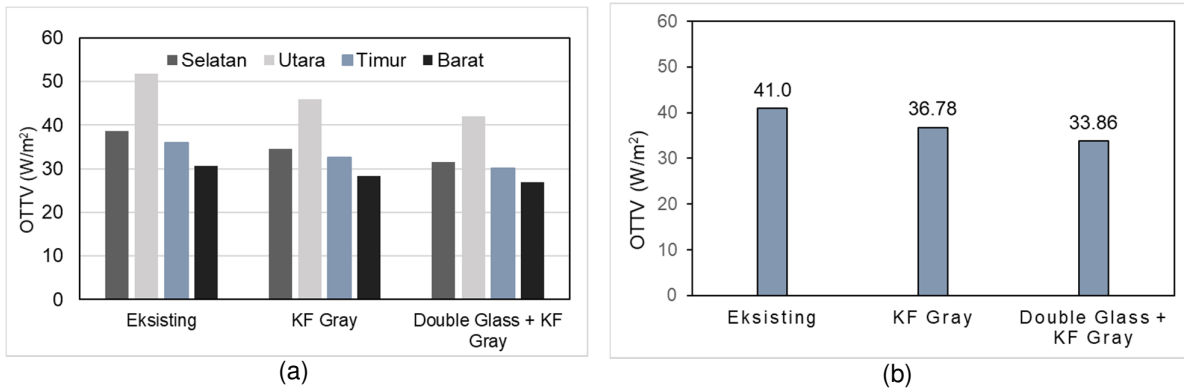 60
50
40
30
20
10
0
OTTV (W/m²)
Selatan Utara Timur Barat
Eksisting
KF Gray
Double Glass + KF
Gray
(a)
60
50
40
30
20
10
0
OTTV (W/m²)
41.0
36.78
33.86
Eksisting
KF Gray
Double Glass +
KF Gray
(b)